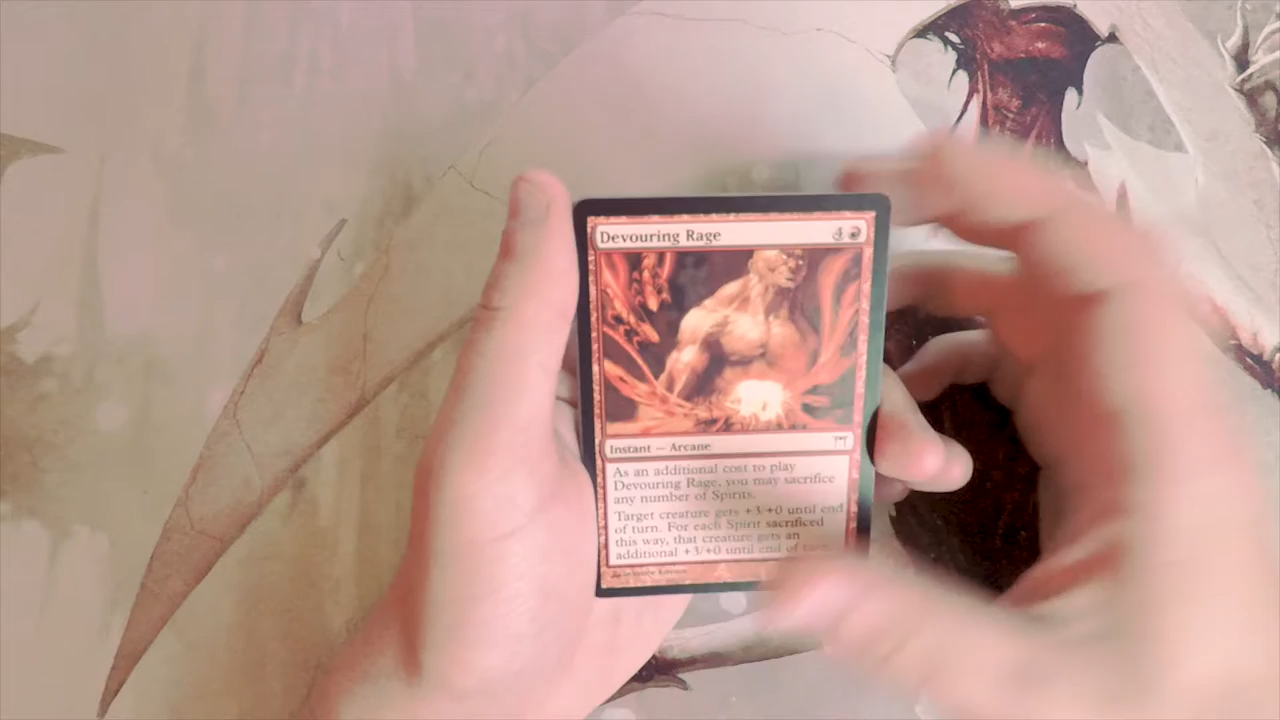 Devouring Rage 4
Instant — Arcane
As an additional cost to play
Devouring Rage, you may sacrifice
any number of Spirits.
Target creature gets +3/+0 until end
of turn. For each Spirit sacrificed
this way, that creature gets an
additional +3/+0 until end of turn.